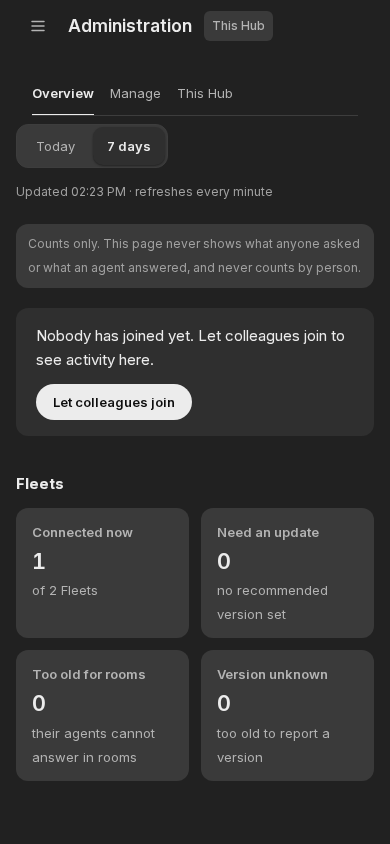 Administration This Hub
Overview Manage This Hub
Today 7 days
Updated 02:23 PM · refreshes every minute
Counts only. This page never shows what anyone asked
or what an agent answered, and never counts by person.
Nobody has joined yet. Let colleagues join to
see activity here.
Let colleagues join
Fleets
Connected now
1
of 2 Fleets
Need an update
0
no recommended
version set
Too old for rooms
0
their agents cannot
answer in rooms
Version unknown
0
too old to report a
version